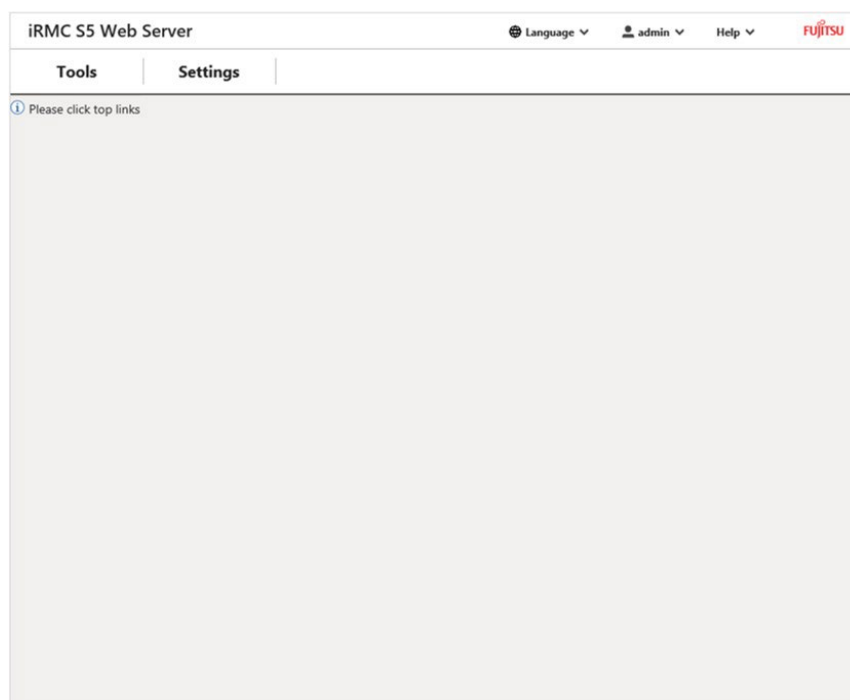 iRMC S5 Web Server
Language admin Help FUJITSU
Tools Settings
Please click top links